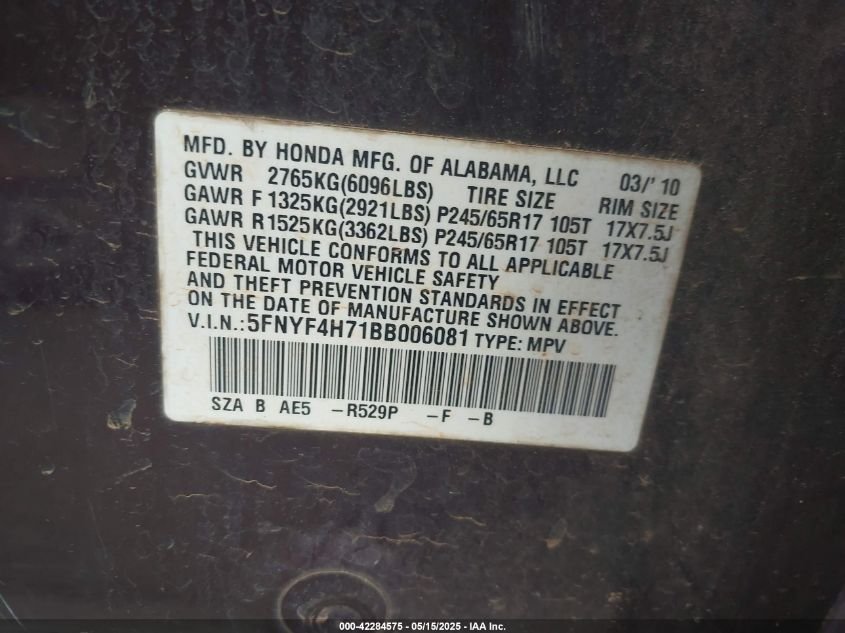 MFD. BY HONDA MFG. OF ALABAMA, LLC 03/'10
GVWR 2765KG(6096LBS) TIRE SIZE RIM SIZE
GAWR F 1325KG(2921LBS) P245/65R17 105T 17X7.5J
GAWR R1525KG(3362LBS) P245/65R17 105T 17X7.5J
THIS VEHICLE CONFORMS TO ALL APPLICABLE
FEDERAL MOTOR VEHICLE SAFETY
AND THEFT PREVENTION STANDARDS IN EFFECT
ON THE DATE OF MANUFACTURE SHOWN ABOVE.
V.I.N.:5FNYF4H71BB006081 TYPE: MPV
SZA B AE5 -R529P -F -B
000-42284575 - 05/15/2025 - IAA Inc.